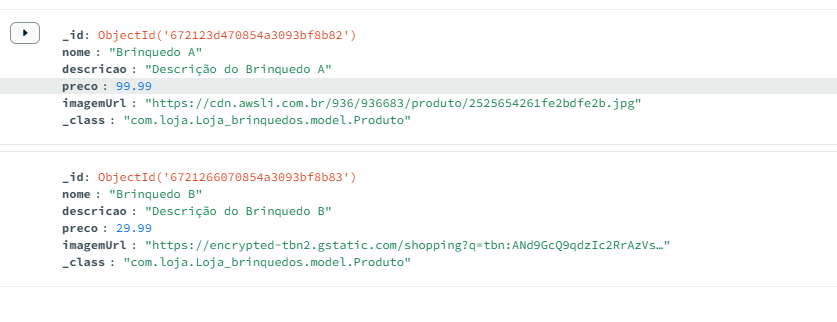 _id: ObjectId('672123d470854a3093bf8b82')
nome : "Brinquedo A"
descricao : "Descrição do Brinquedo A"
preco : 99.99
imagemUrl : "https://cdn.awsli.com.br/936/936683/produto/2525654261fe2bdfe2b.jpg"
_class : "com.loja.Loja_brinquedos.model.Produto"
_id: ObjectId('6721266070854a3093bf8b83')
nome : "Brinquedo B"
descricao : "Descrição do Brinquedo B"
preco : 29.99
imagemUrl : "https://encrypted-tbn2.gstatic.com/shopping?q=tbn:ANd9GcQ9qdzIc2RrAzVs…"
_class : "com.loja.Loja_brinquedos.model.Produto"